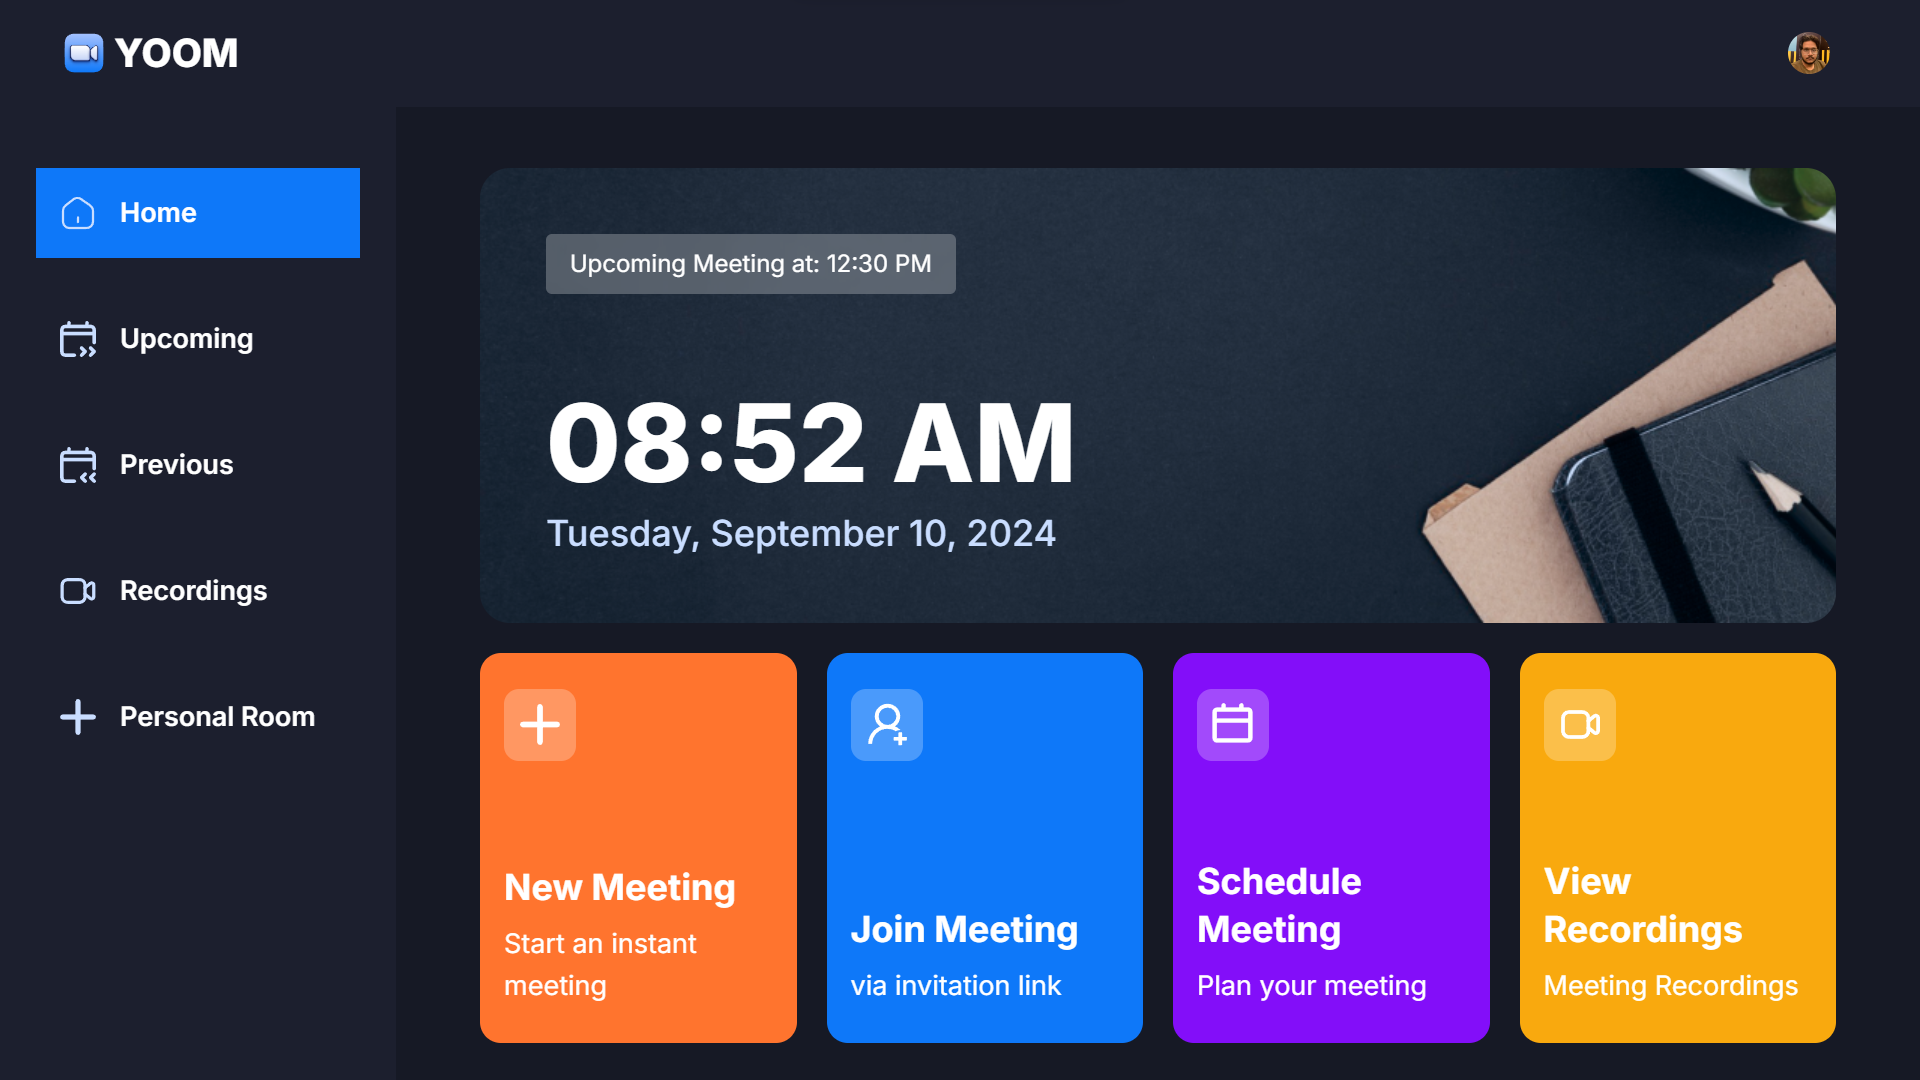 YOOM
Home
Upcoming
Previous
Recordings
Personal Room
Upcoming Meeting at: 12:30 PM
08:52 AM
Tuesday, September 10, 2024
New Meeting
Start an instant
meeting
Join Meeting
via invitation link
Schedule
Meeting
Plan your meeting
View
Recordings
Meeting Recordings